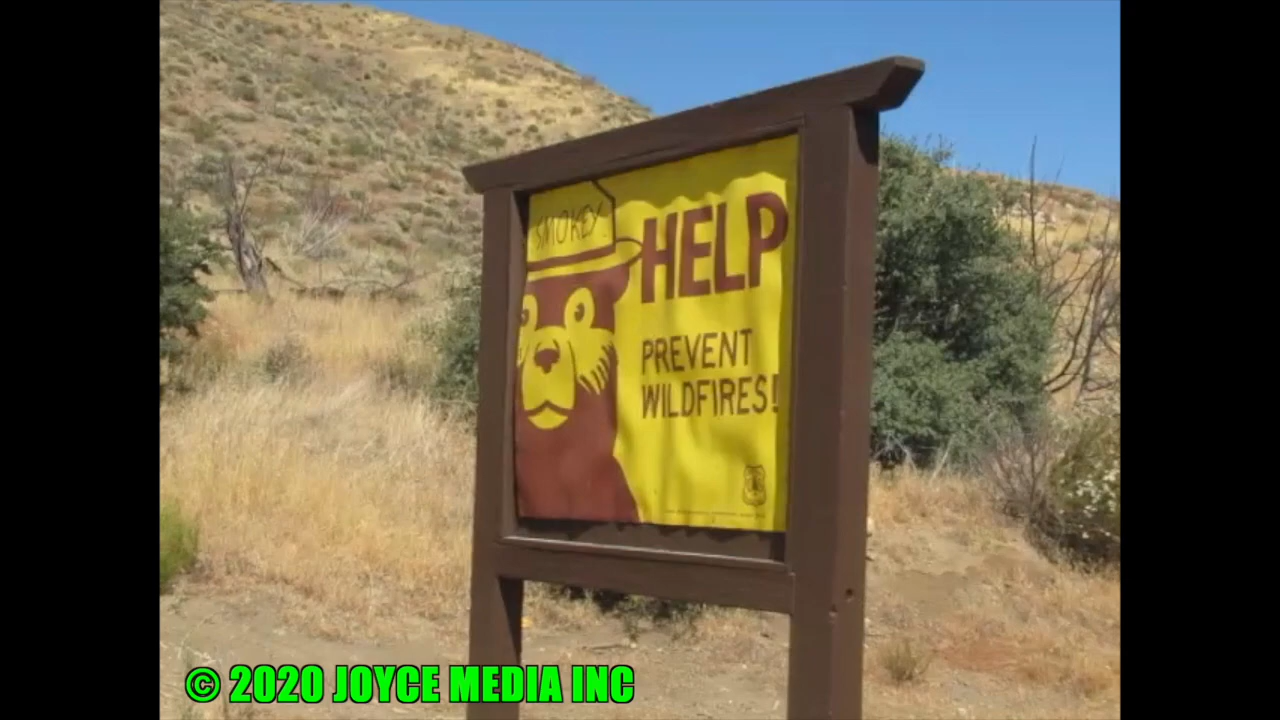 SMOKEY
HELP
PREVENT
WILDFIRES!
© 2020 JOYCE MEDIA INC